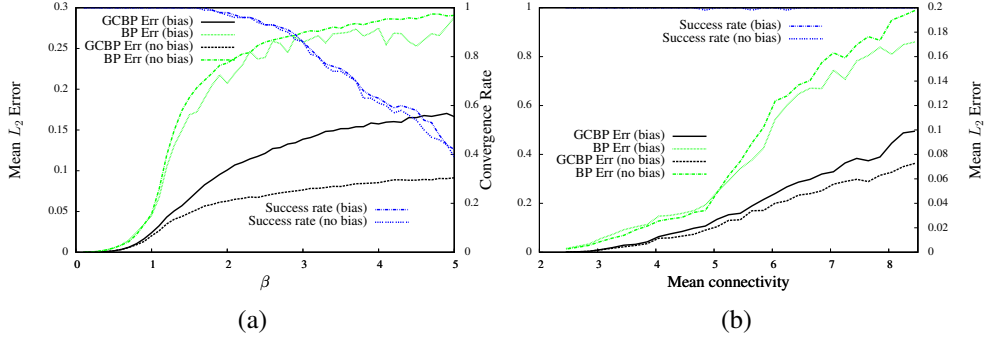 GCBP Err (bias)
BP Err (bias)
GCBP Err (no bias)
BP Err (no bias)
Success rate (bias)
Success rate (no bias)
Mean L2 Error
0.3
0.25
0.2
0.15
0.1
0.05
0
1
0.8
0.6
0.4
0.2
0
Convergence Rate
0
1
2
3
4
5
β
(a)
Success rate (bias)
Success rate (no bias)
GCBP Err (bias)
BP Err (bias)
GCBP Err (no bias)
BP Err (no bias)
1
0.8
0.6
0.4
0.2
0
0.2
0.18
0.16
0.14
0.12
0.1
0.08
0.06
0.04
0.02
0
Mean L2 Error
2
3
4
5
6
7
8
Mean connectivity
(b)